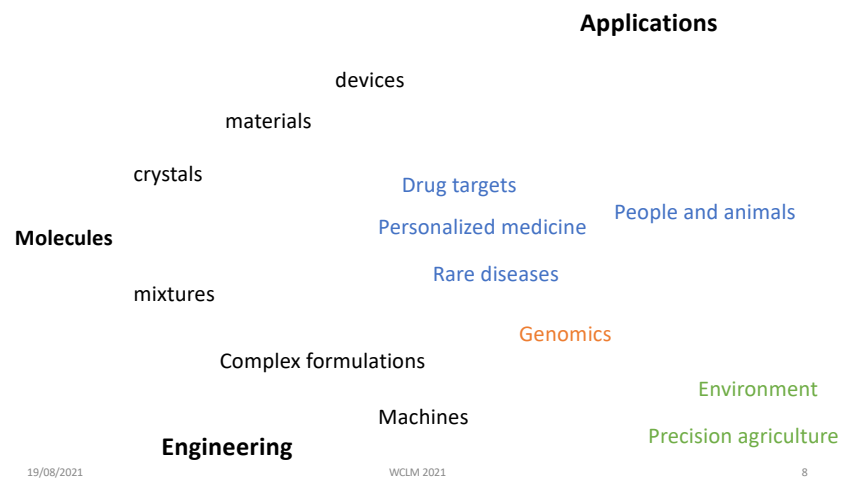 Applications
devices
materials
crystals
Drug targets
People and animals
Personalized medicine
Molecules
Rare diseases
mixtures
Genomics
Complex formulations
Environment
Machines
Precision agriculture
Engineering
19/08/2021
WCLM 2021
8